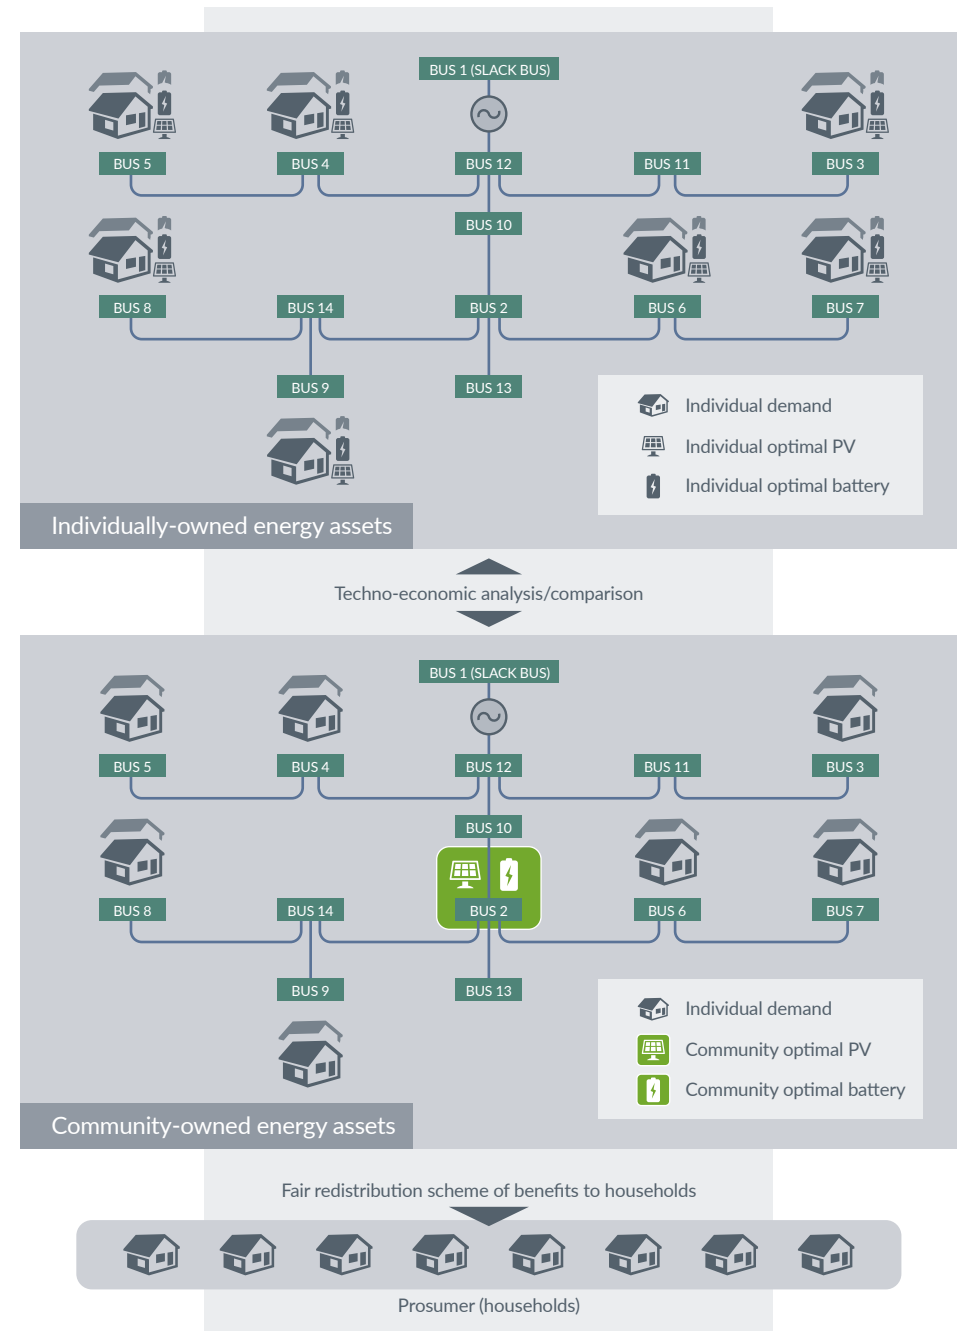 BUS 1 (SLACK BUS)
BUS 5
BUS 4
BUS 12
BUS 11
BUS 3
BUS 10
BUS 8
BUS 14
BUS 2
BUS 6
BUS 7
BUS 9
BUS 13
Individual demand
Individual optimal PV
Individual optimal battery
Individually-owned energy assets
Techno-economic analysis/comparison
BUS 1 (SLACK BUS)
BUS 5
BUS 4
BUS 12
BUS 11
BUS 3
BUS 10
BUS 8
BUS 14
BUS 2
BUS 6
BUS 7
BUS 9
BUS 13
Individual demand
Community optimal PV
Community optimal battery
Community-owned energy assets
Fair redistribution scheme of benefits to households
Prosumer (households)